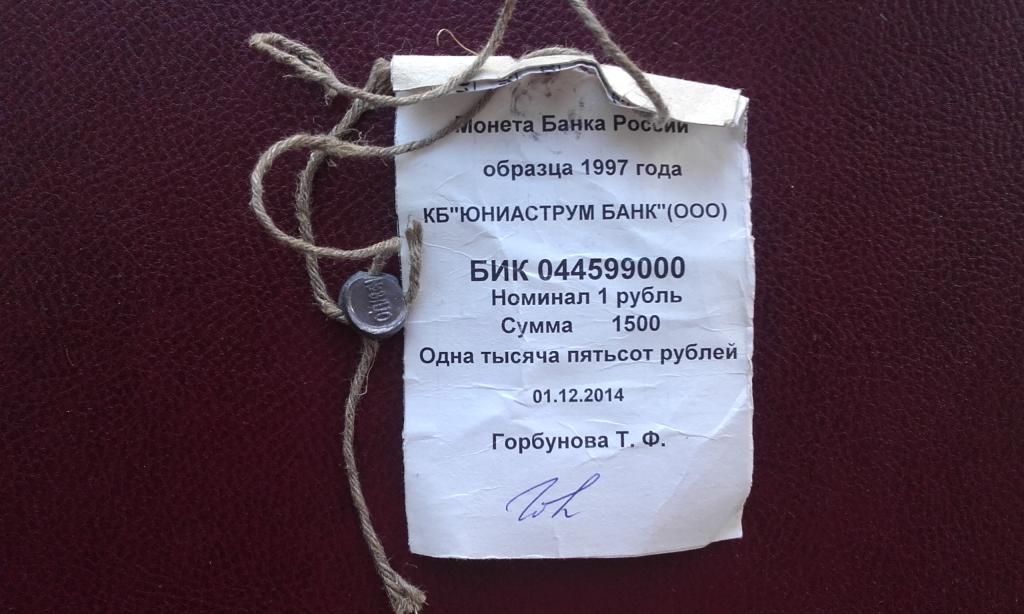 Монета Банка России
образца 1997 года
КБ"ЮНИАСТРУМ БАНК"(ООО)
БИК 044599000
Номинал 1 рубль
Сумма 1500
Одна тысяча пятьсот рублей
01.12.2014
Горбунова Т. Ф.